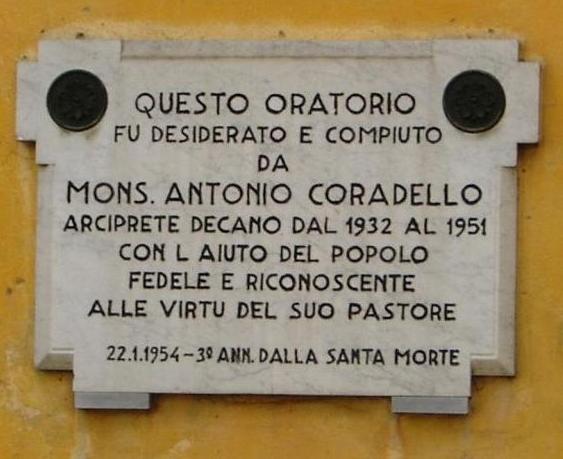 QUESTO ORATORIO
FU DESIDERATO E COMPIUTO
DA
MONS. ANTONIO CORADELLO
ARCIPRETE DECANO DAL 1932 AL 1951
CON L AIUTO DEL POPOLO
FEDELE E RICONOSCENTE
ALLE VIRTU DEL SUO PASTORE
22.1.1954 - 3º ANN. DALLA SANTA MORTE